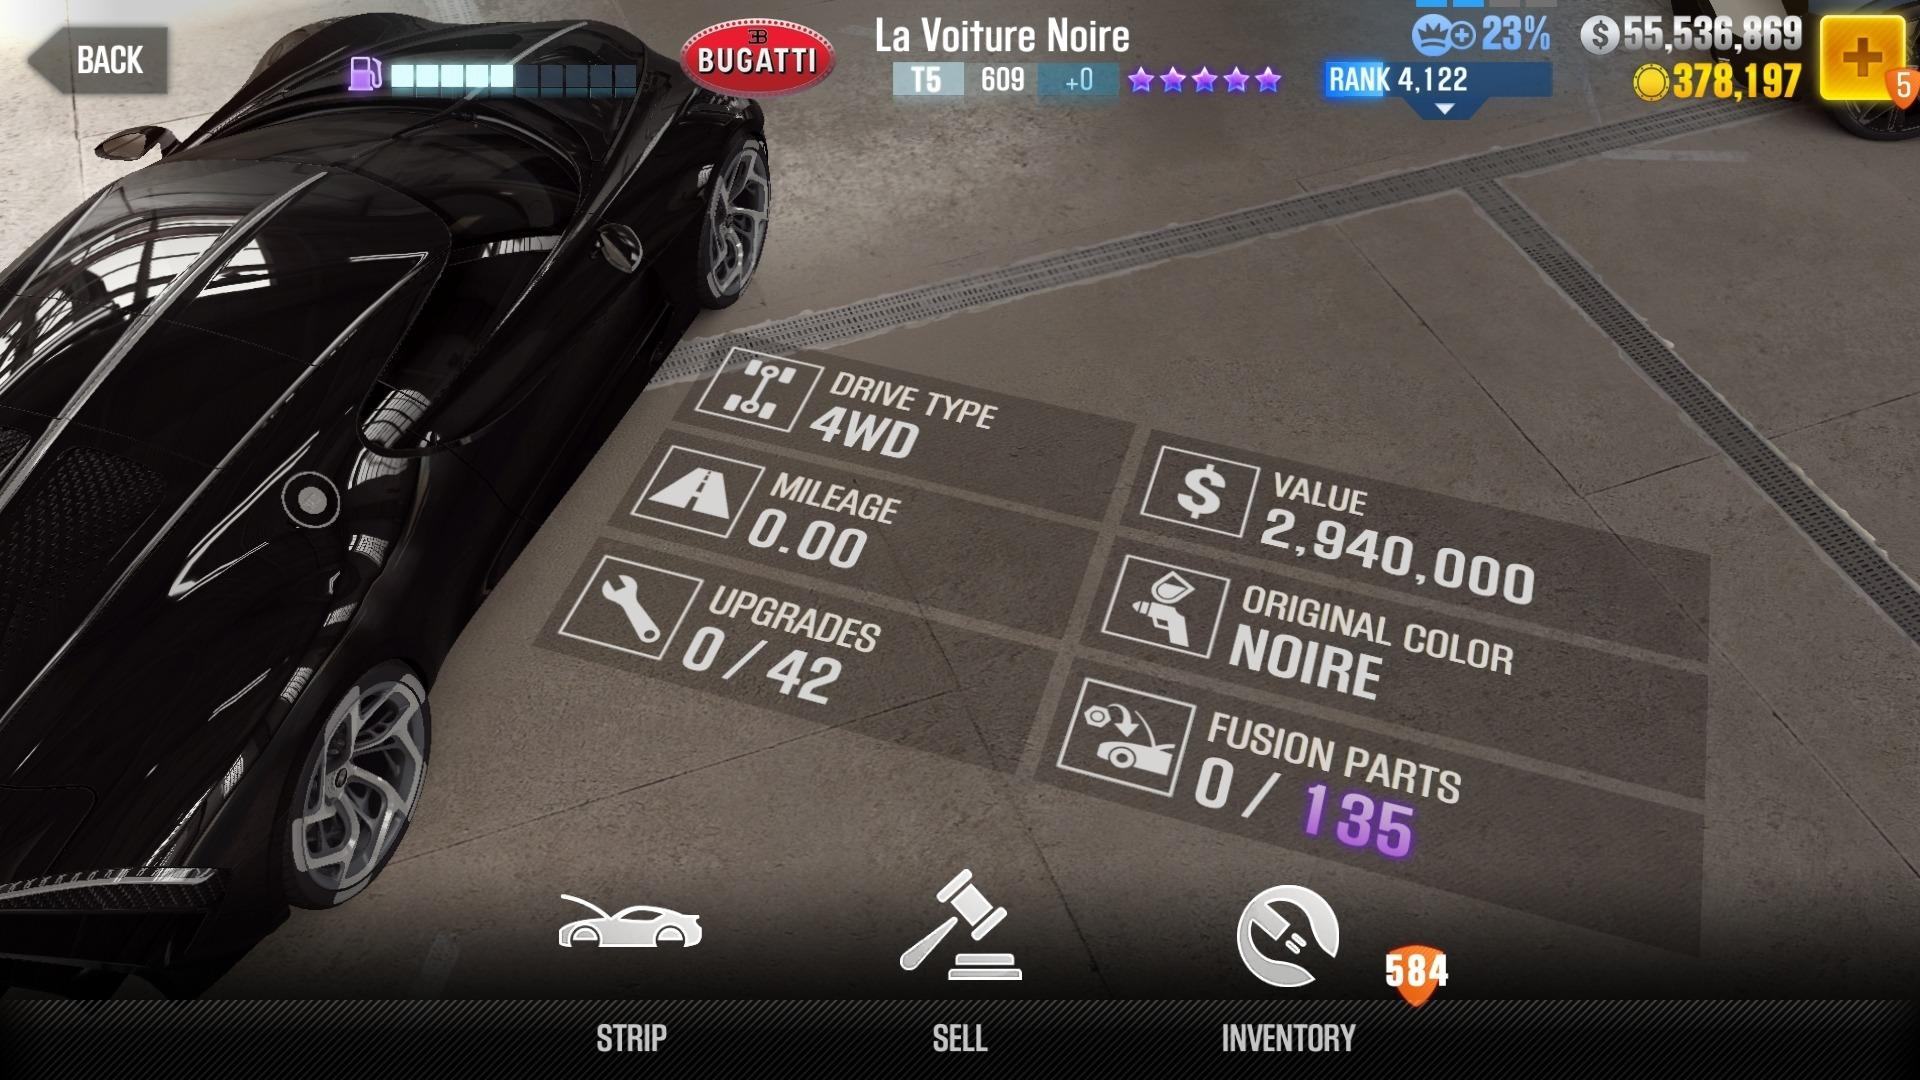 BACK
EB
BUGATTI
La Voiture Noire
T5 609 +0
23%
RANK 4,122
55,536,869
378,197
5
DRIVE TYPE
4WD
MILEAGE
0.00
UPGRADES
0 / 42
$
VALUE
2,940,000
ORIGINAL COLOR
NOIRE
FUSION PARTS
0 / 135
584
STRIP
SELL
INVENTORY